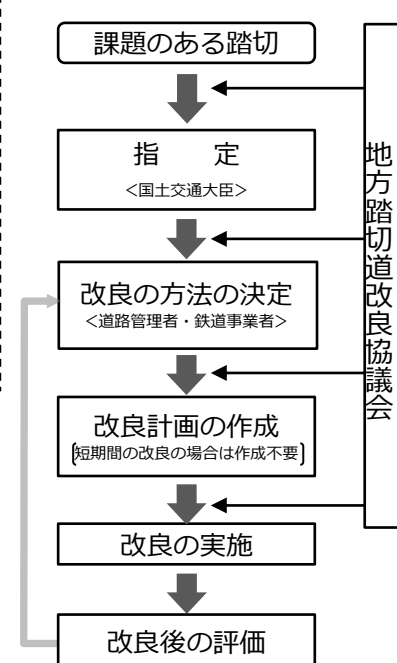 課題のある踏切
指　定
<国土交通大臣>
改良の方法の決定
<道路管理者・鉄道事業者>
改良計画の作成
[短期間の改良の場合は作成不要]
改良の実施
改良後の評価
地方踏切道改良協議会